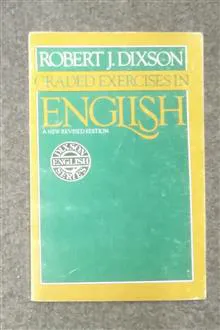 ROBERT J. DIXSON
GRADED EXERCISES IN
ENGLISH
A NEW REVISED EDITION
DIXSON
ENGLISH
SERIES